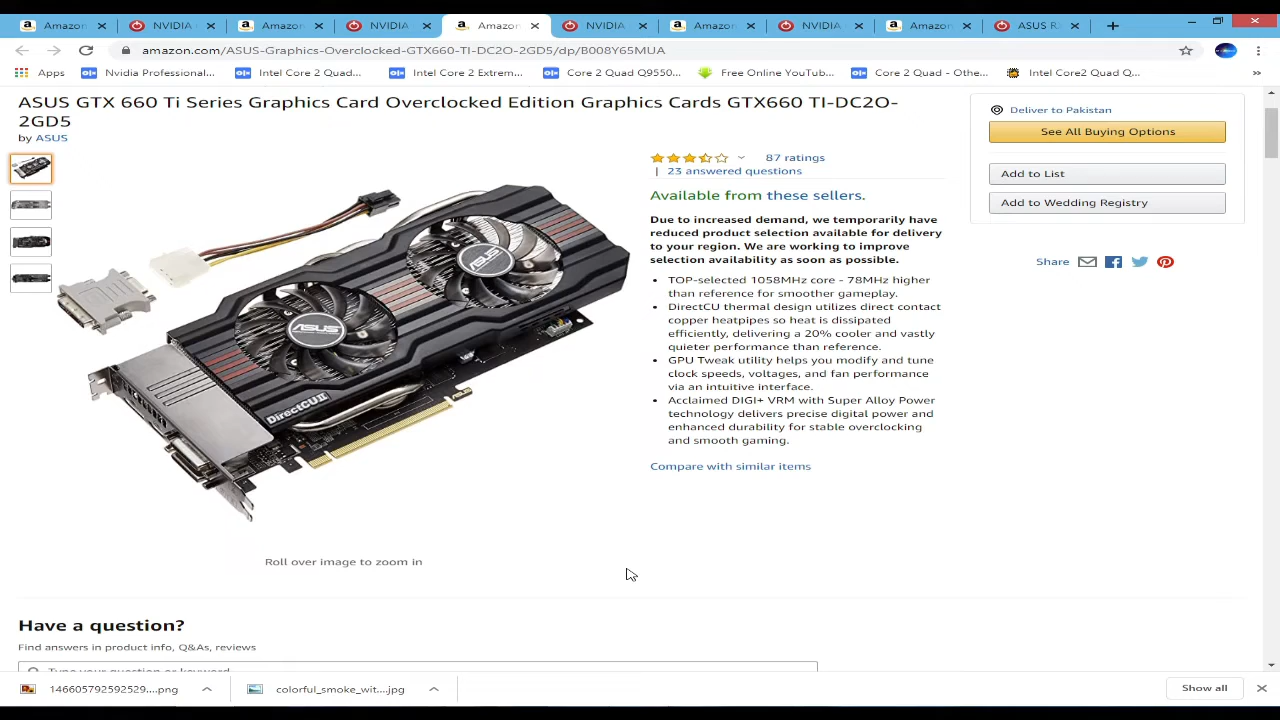 Amazon
NVIDIA
Amazon
NVIDIA
Amazon
NVIDIA
Amazon
NVIDIA
Amazon
ASUS R
amazon.com/ASUS-Graphics-Overclocked-GTX660-TI-DC2O-2GD5/dp/B008Y65MUA
Apps
Nvidia Professional...
Intel Core 2 Quad...
Intel Core 2 Extrem...
Core 2 Quad Q9550...
Free Online YouTub...
Core 2 Quad - Othe...
Intel Core2 Quad Q...
»
ASUS GTX 660 Ti Series Graphics Card Overclocked Edition Graphics Cards GTX660 TI-DC2O-
2GD5
by ASUS
ASUS
ASUS
DirectCU II
Roll over image to zoom in
87 ratings
| 23 answered questions
Available from these sellers.
Due to increased demand, we temporarily have
reduced product selection available for delivery
to your region. We are working to improve
selection availability as soon as possible.
• TOP-selected 1058MHz core - 78MHz higher
than reference for smoother gameplay.
• DirectCU thermal design utilizes direct contact
copper heatpipes so heat is dissipated
efficiently, delivering a 20% cooler and vastly
quieter performance than reference.
• GPU Tweak utility helps you modify and tune
clock speeds, voltages, and fan performance
via an intuitive interface.
• Acclaimed DIGI+ VRM with Super Alloy Power
technology delivers precise digital power and
enhanced durability for stable overclocking
and smooth gaming.
Compare with similar items
Deliver to Pakistan
See All Buying Options
Add to List
Add to Wedding Registry
Share
Have a question?
Find answers in product info, Q&As, reviews
Type your question or keyword
146605792592529....png
colorful_smoke_wit....jpg
Show all